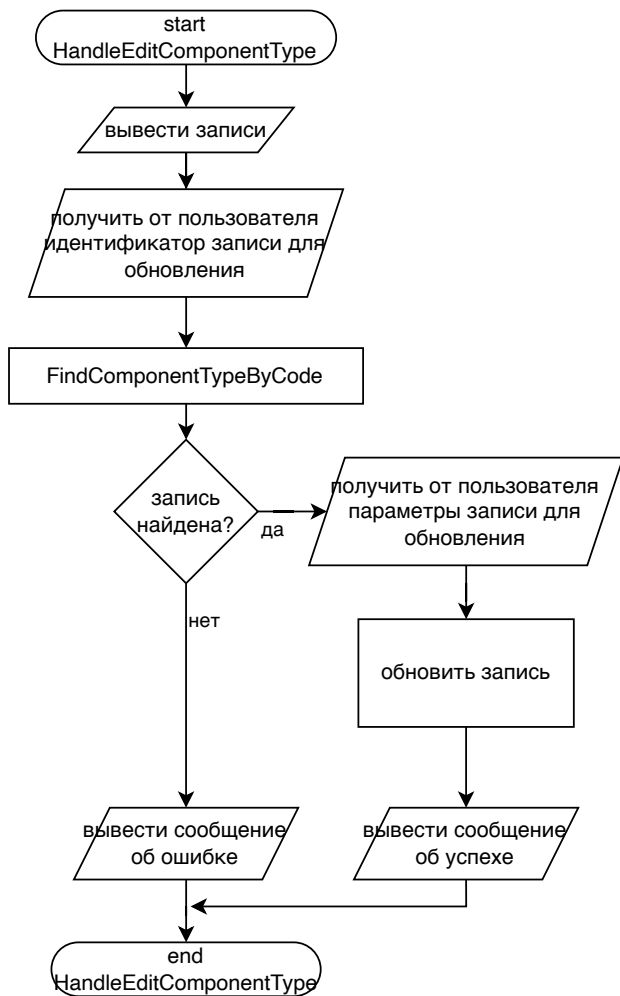 start
HandleEditComponentType
вывести записи
получить от пользователя
идентификатор записи для
обновления
FindComponentTypeByCode
запись
найдена?
да
получить от пользователя
параметры записи для
обновления
нет
обновить запись
вывести сообщение
об ошибке
вывести сообщение
об успехе
end
HandleEditComponentType